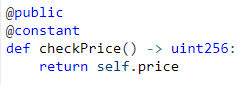 @public
@constant
def checkPrice() -> uint256:
    return self.price